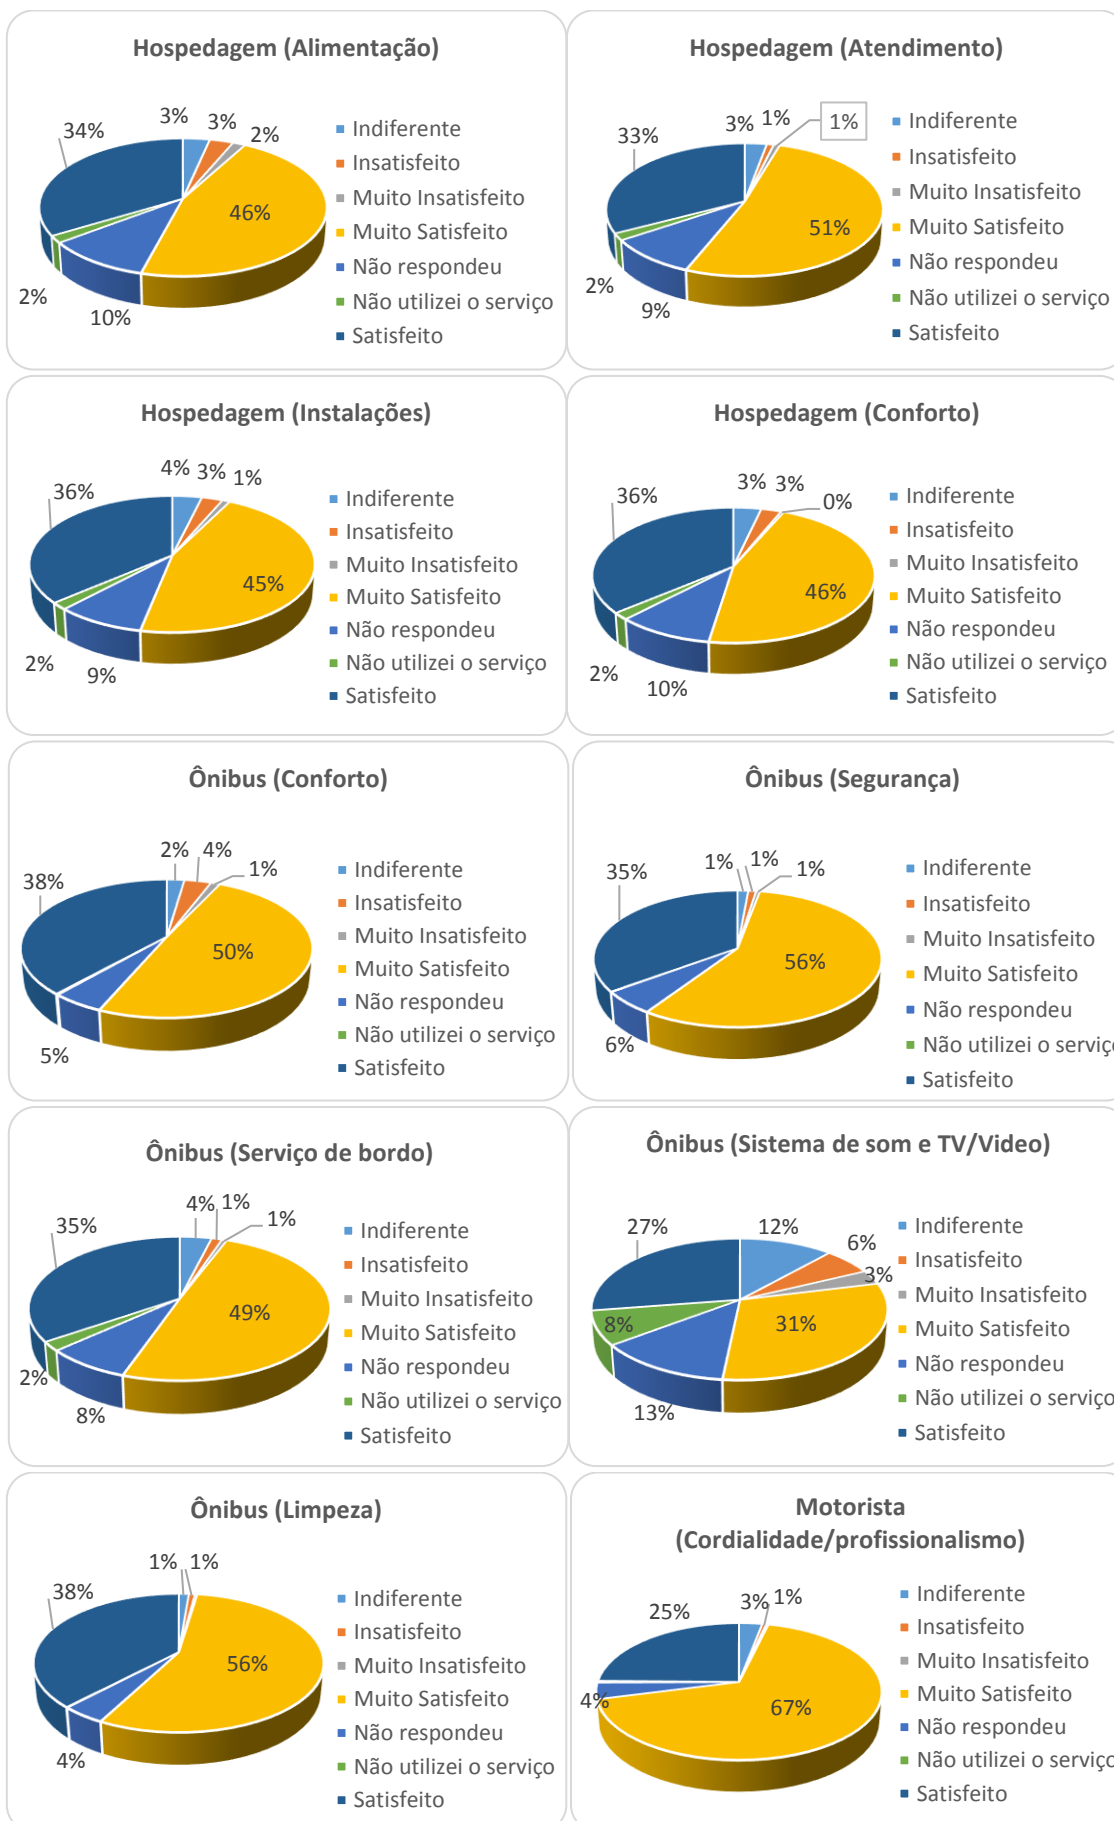 Hospedagem (Alimentação)
3%
3%
2%
34%
46%
2%
10%
Indiferente
Insatisfeito
Muito Insatisfeito
Muito Satisfeito
Não respondeu
Não utilizei o serviço
Satisfeito
Hospedagem (Atendimento)
3%
1%
1%
33%
51%
2%
9%
Indiferente
Insatisfeito
Muito Insatisfeito
Muito Satisfeito
Não respondeu
Não utilizei o serviço
Satisfeito
Hospedagem (Instalações)
4%
3%
1%
36%
45%
2%
9%
Indiferente
Insatisfeito
Muito Insatisfeito
Muito Satisfeito
Não respondeu
Não utilizei o serviço
Satisfeito
Hospedagem (Conforto)
3%
3%
0%
36%
46%
2%
10%
Indiferente
Insatisfeito
Muito Insatisfeito
Muito Satisfeito
Não respondeu
Não utilizei o serviço
Satisfeito
Ônibus (Conforto)
2%
4%
1%
38%
50%
5%
Indiferente
Insatisfeito
Muito Insatisfeito
Muito Satisfeito
Não respondeu
Não utilizei o serviço
Satisfeito
Ônibus (Segurança)
1%
1%
1%
35%
56%
6%
Indiferente
Insatisfeito
Muito Insatisfeito
Muito Satisfeito
Não respondeu
Não utilizei o serviço
Satisfeito
Ônibus (Serviço de bordo)
4%
1%
1%
35%
49%
2%
8%
Indiferente
Insatisfeito
Muito Insatisfeito
Muito Satisfeito
Não respondeu
Não utilizei o serviço
Satisfeito
Ônibus (Sistema de som e TV/Video)
12%
6%
3%
27%
31%
8%
13%
Indiferente
Insatisfeito
Muito Insatisfeito
Muito Satisfeito
Não respondeu
Não utilizei o serviço
Satisfeito
Ônibus (Limpeza)
1%
1%
38%
56%
4%
Indiferente
Insatisfeito
Muito Insatisfeito
Muito Satisfeito
Não respondeu
Não utilizei o serviço
Satisfeito
Motorista
(Cordialidade/profissionalismo)
3%
1%
25%
67%
4%
Indiferente
Insatisfeito
Muito Insatisfeito
Muito Satisfeito
Não respondeu
Não utilizei o serviço
Satisfeito